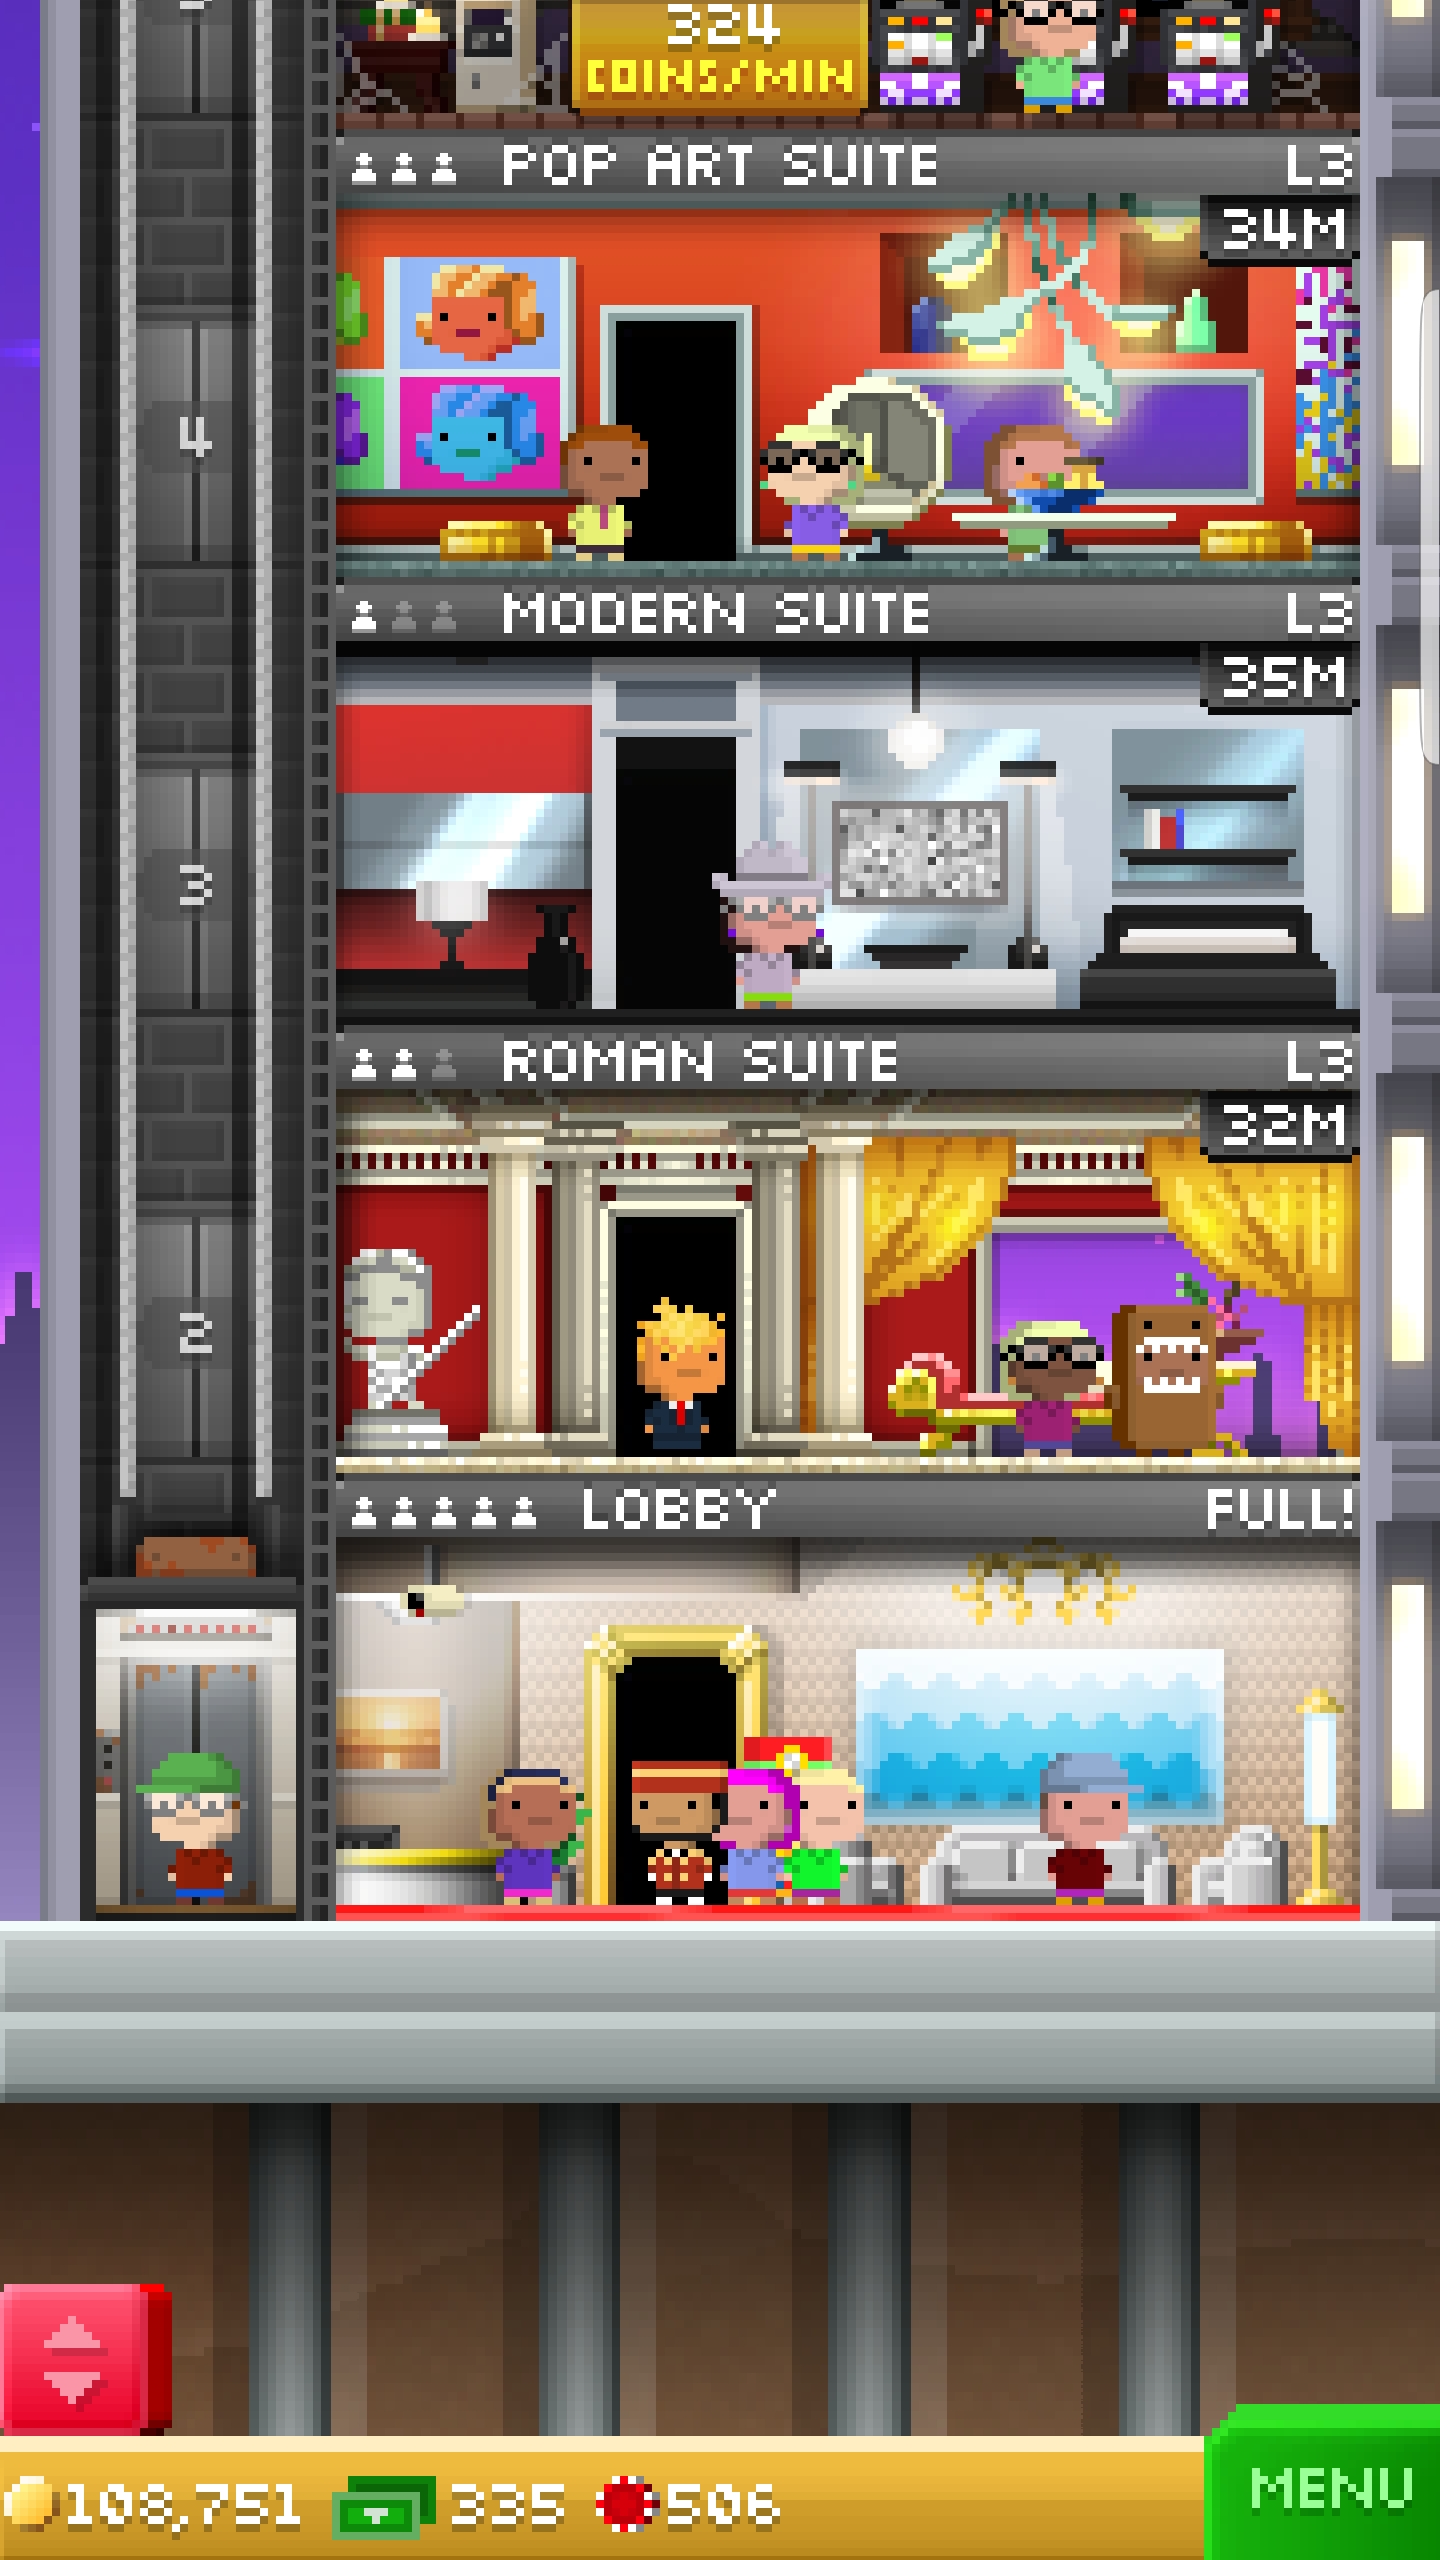 324
COINS/MIN
POP ART SUITE L3
34M
4
MODERN SUITE L3
35M
3
ROMAN SUITE L3
32M
2
LOBBY FULL!
108,751 335 506
MENU